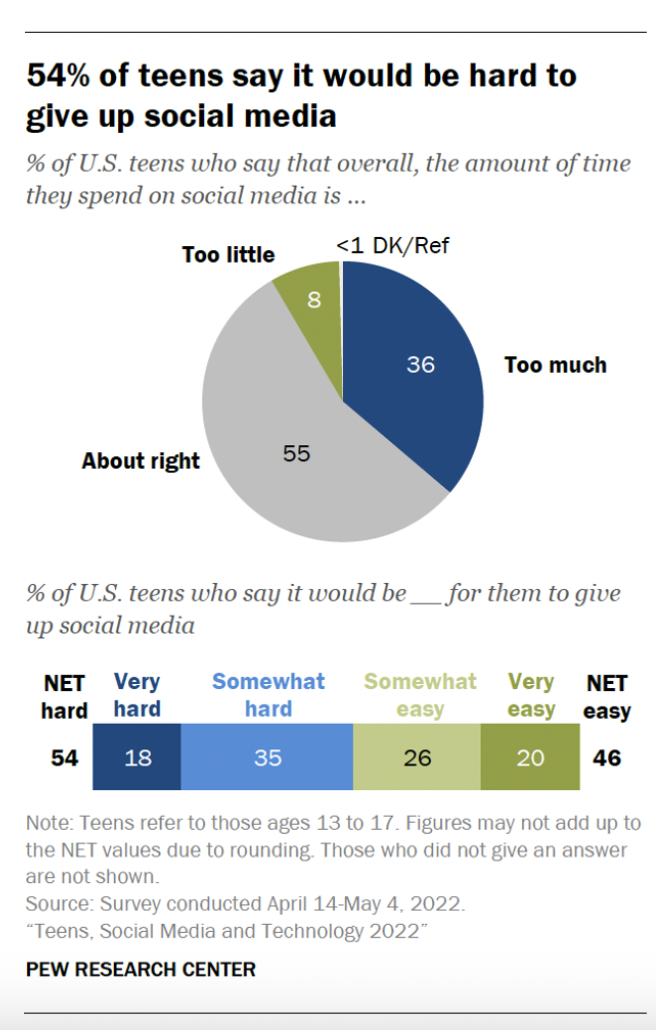 54% of teens say it would be hard to
give up social media
% of U.S. teens who say that overall, the amount of time
they spend on social media is ...
<1 DK/Ref
Too little
8
36
Too much
55
About right
% of U.S. teens who say it would be __ for them to give
up social media
NET hard
Very hard
Somewhat hard
Somewhat easy
Very easy
NET easy
54 18 35 26 20 46
Note: Teens refer to those ages 13 to 17. Figures may not add up to
the NET values due to rounding. Those who did not give an answer
are not shown.
Source: Survey conducted April 14-May 4, 2022.
“Teens, Social Media and Technology 2022”
PEW RESEARCH CENTER